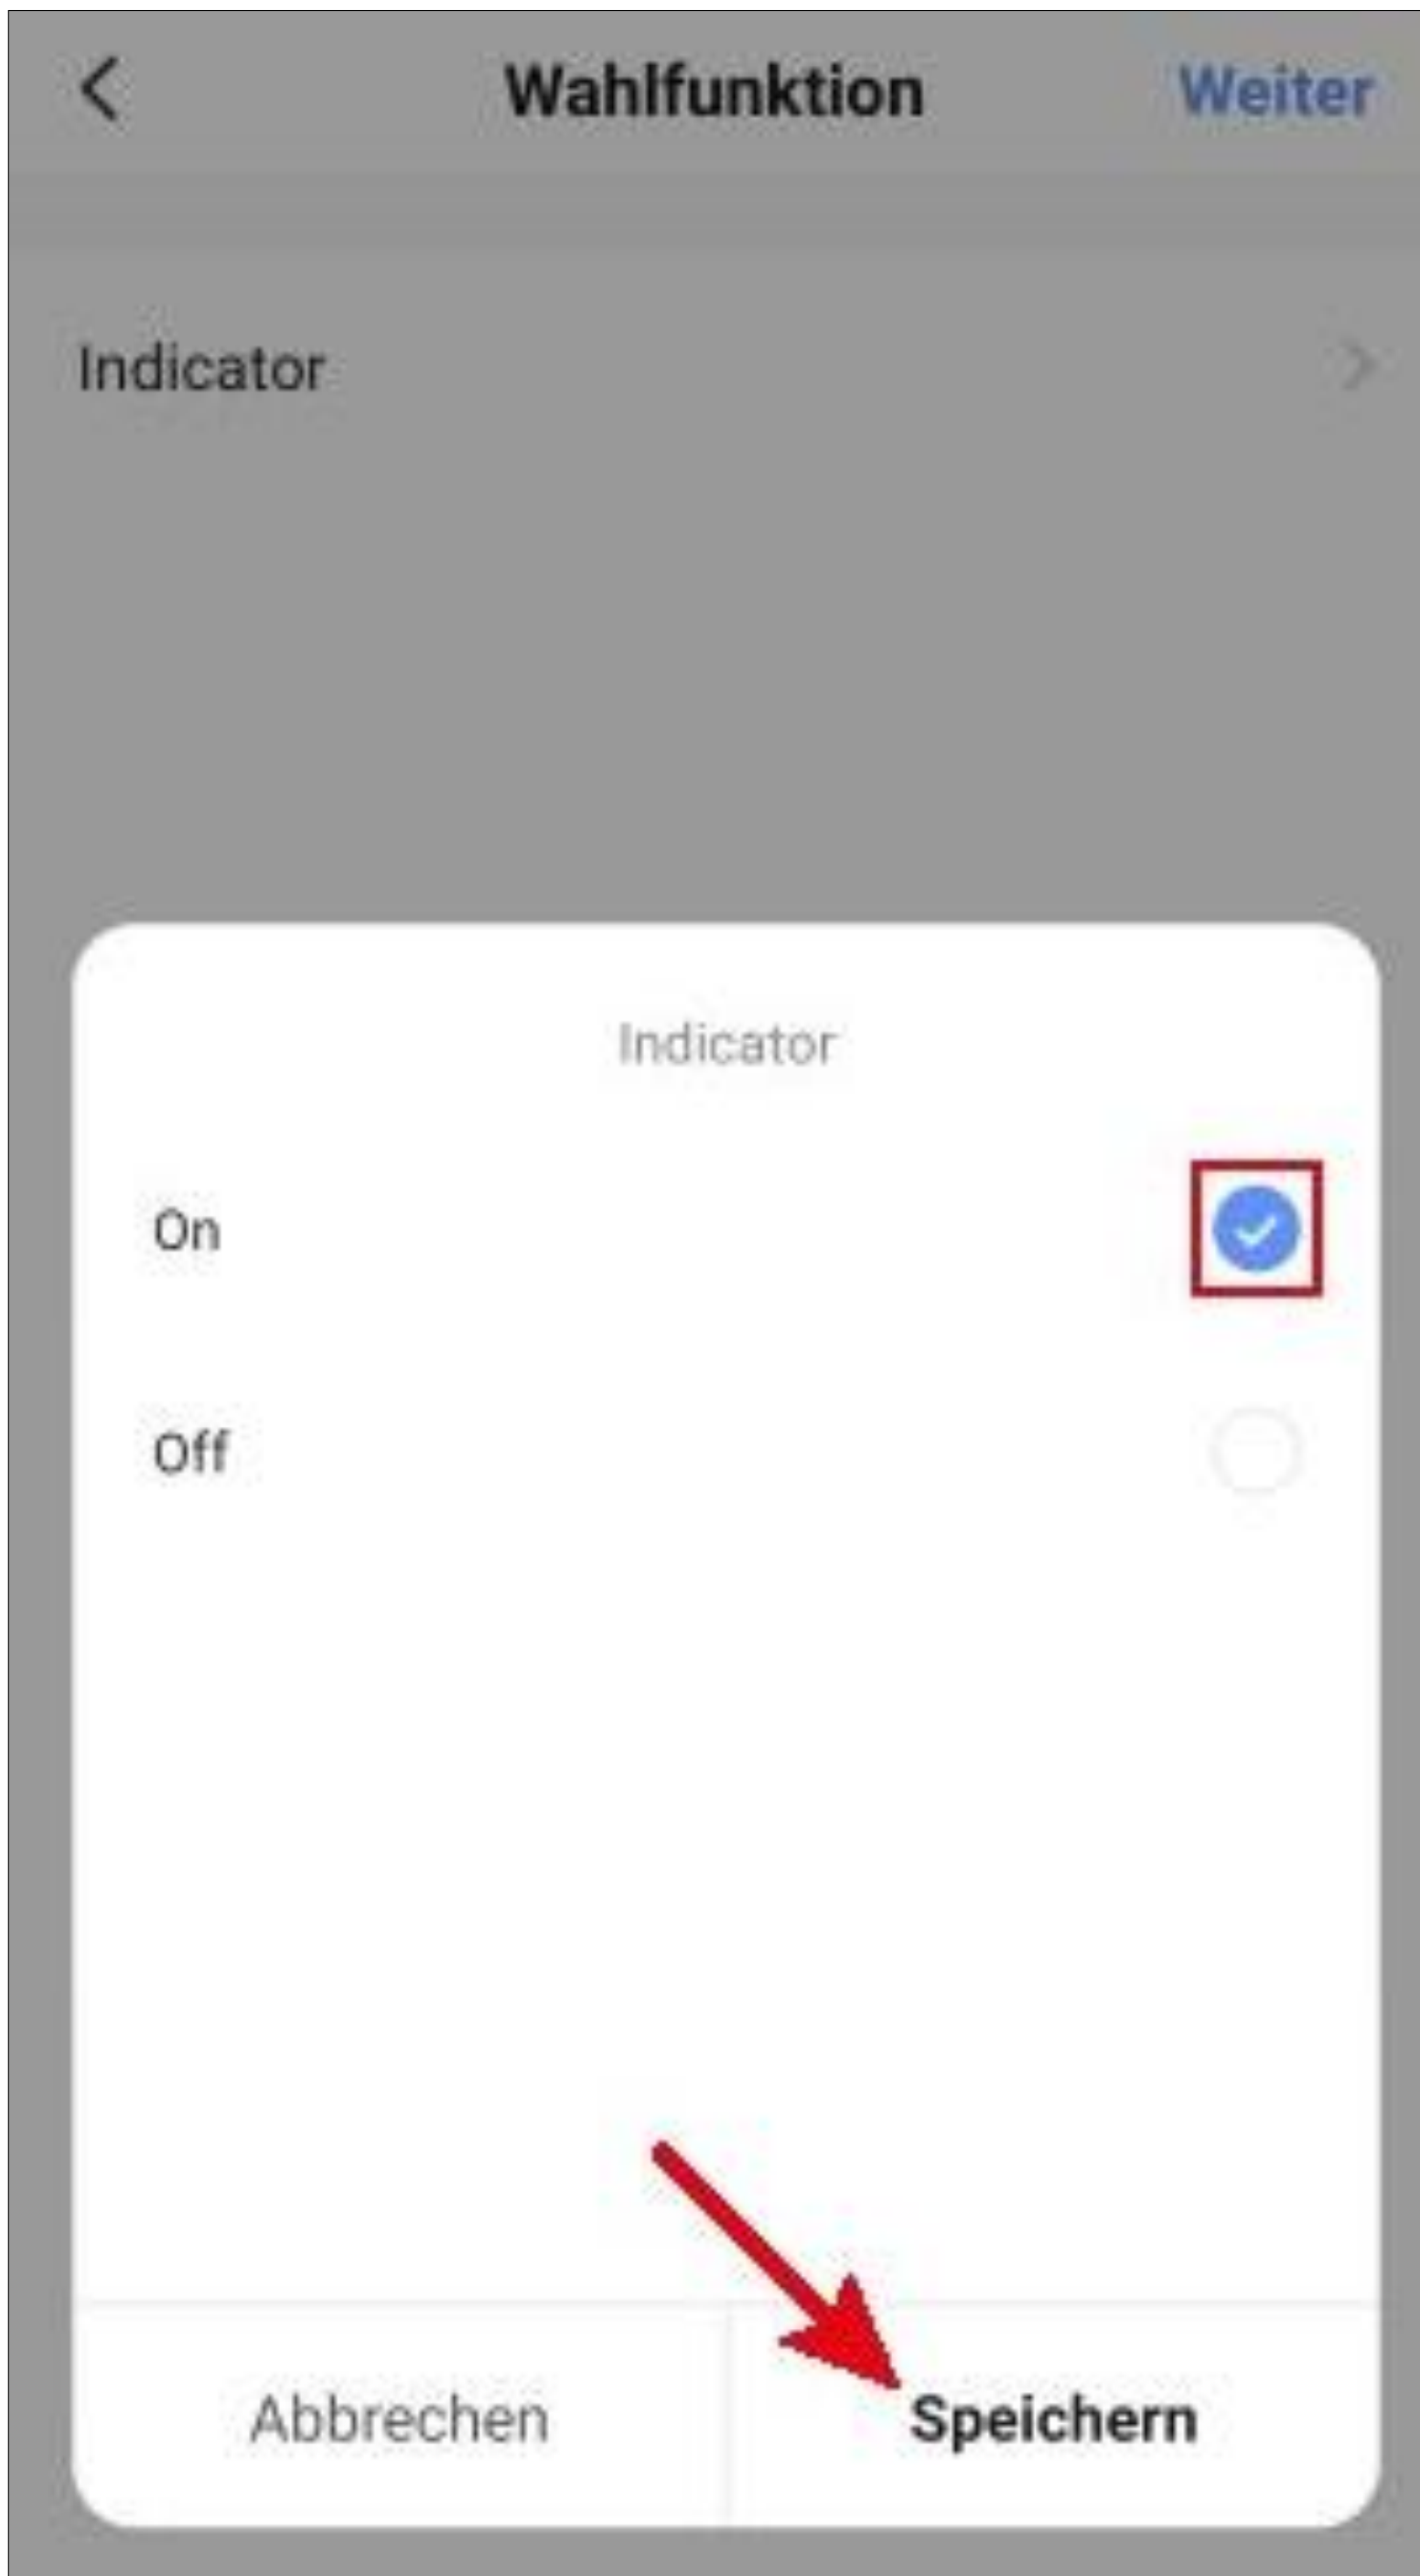 Wahlfunktion Weiter
Indicator
Indicator
On
Off
Abbrechen Speichern